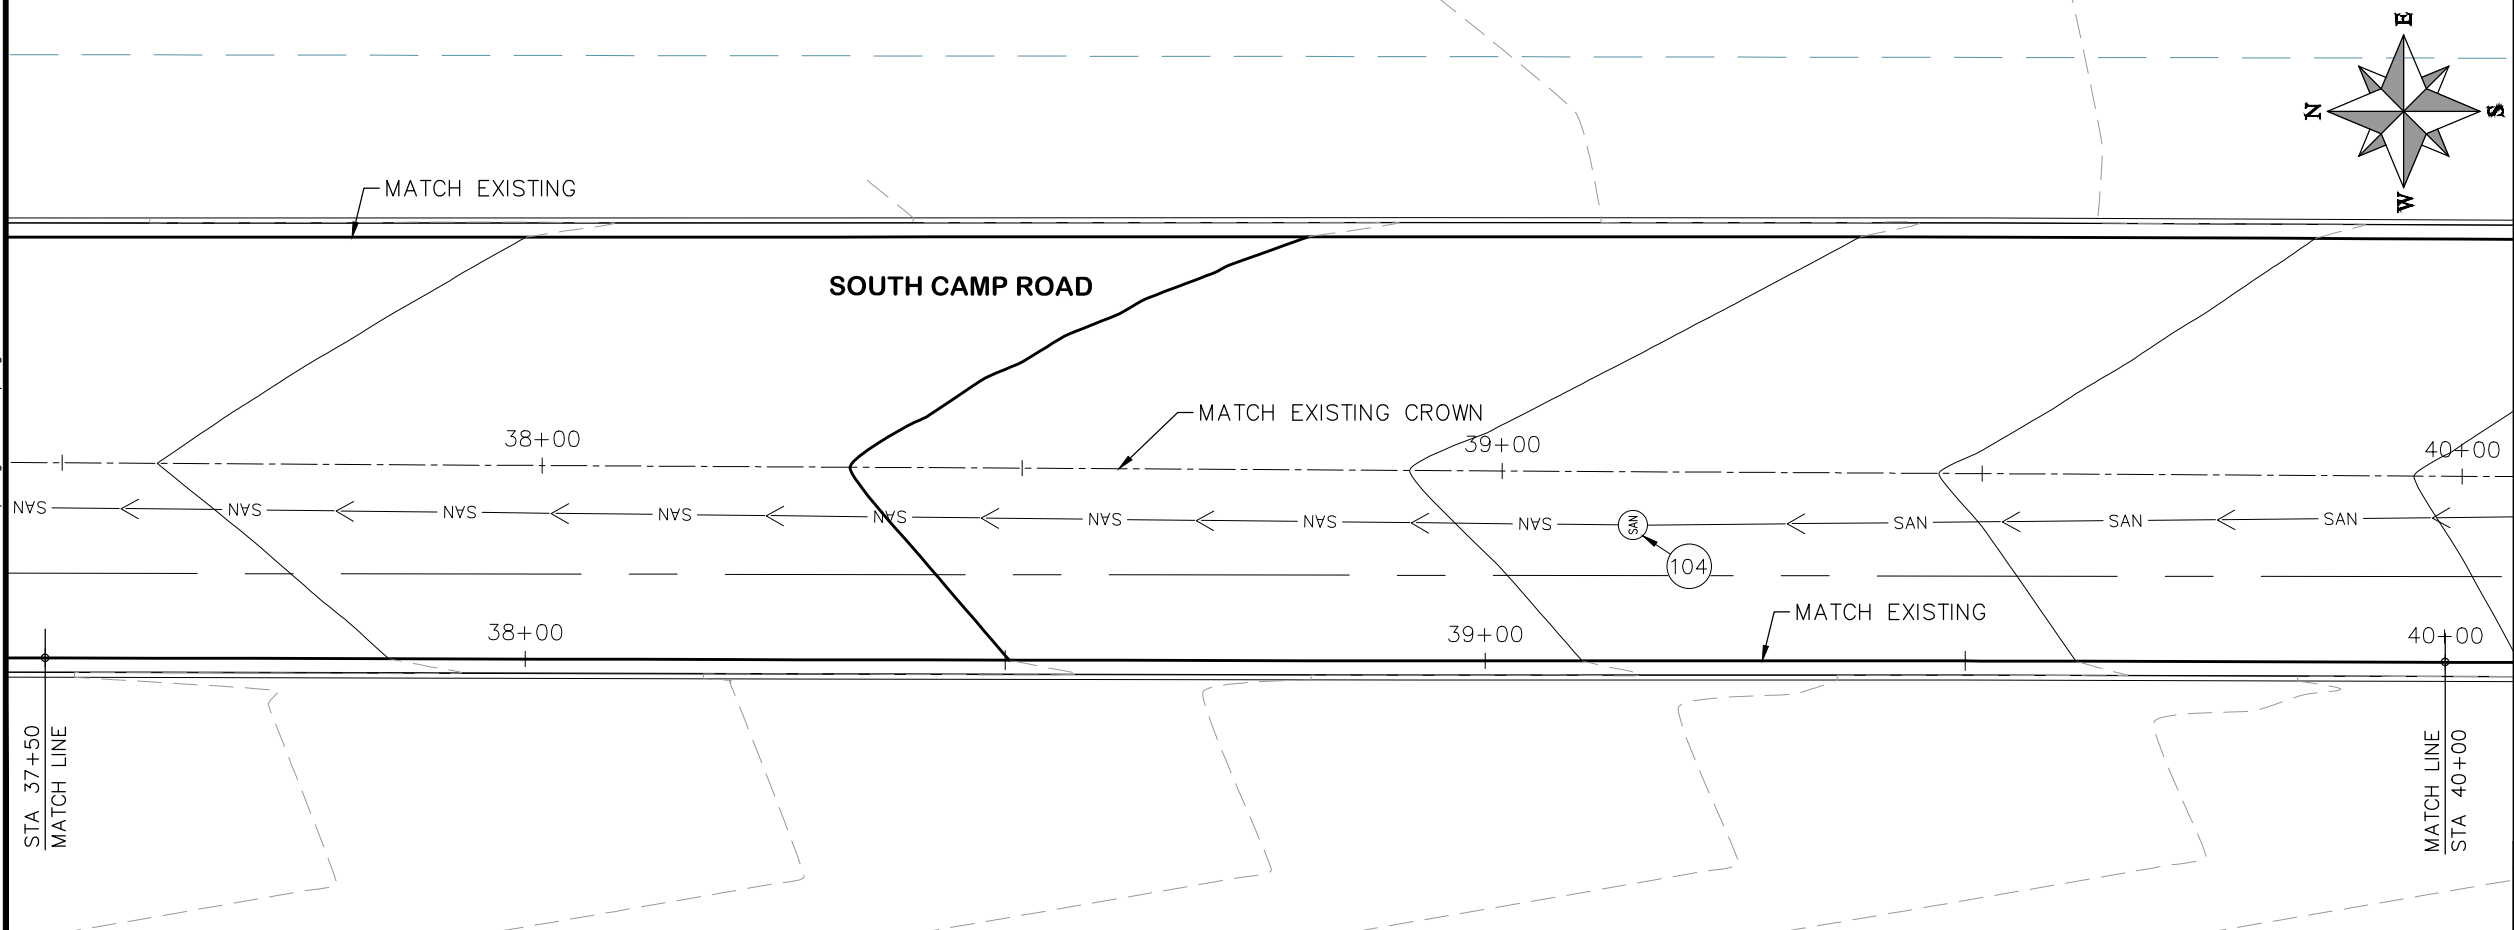 E
N
S
W
MATCH EXISTING
SOUTH CAMP ROAD
MATCH EXISTING CROWN
38+00
39+00
40+00
SAN
SAN
SAN
SAN
SAN
SAN
SAN
SAN
SAN
SAN
SAN
SAN
104
MATCH EXISTING
38+00
39+00
40+00
STA 37+50
MATCH LINE
MATCH LINE
STA 40+00